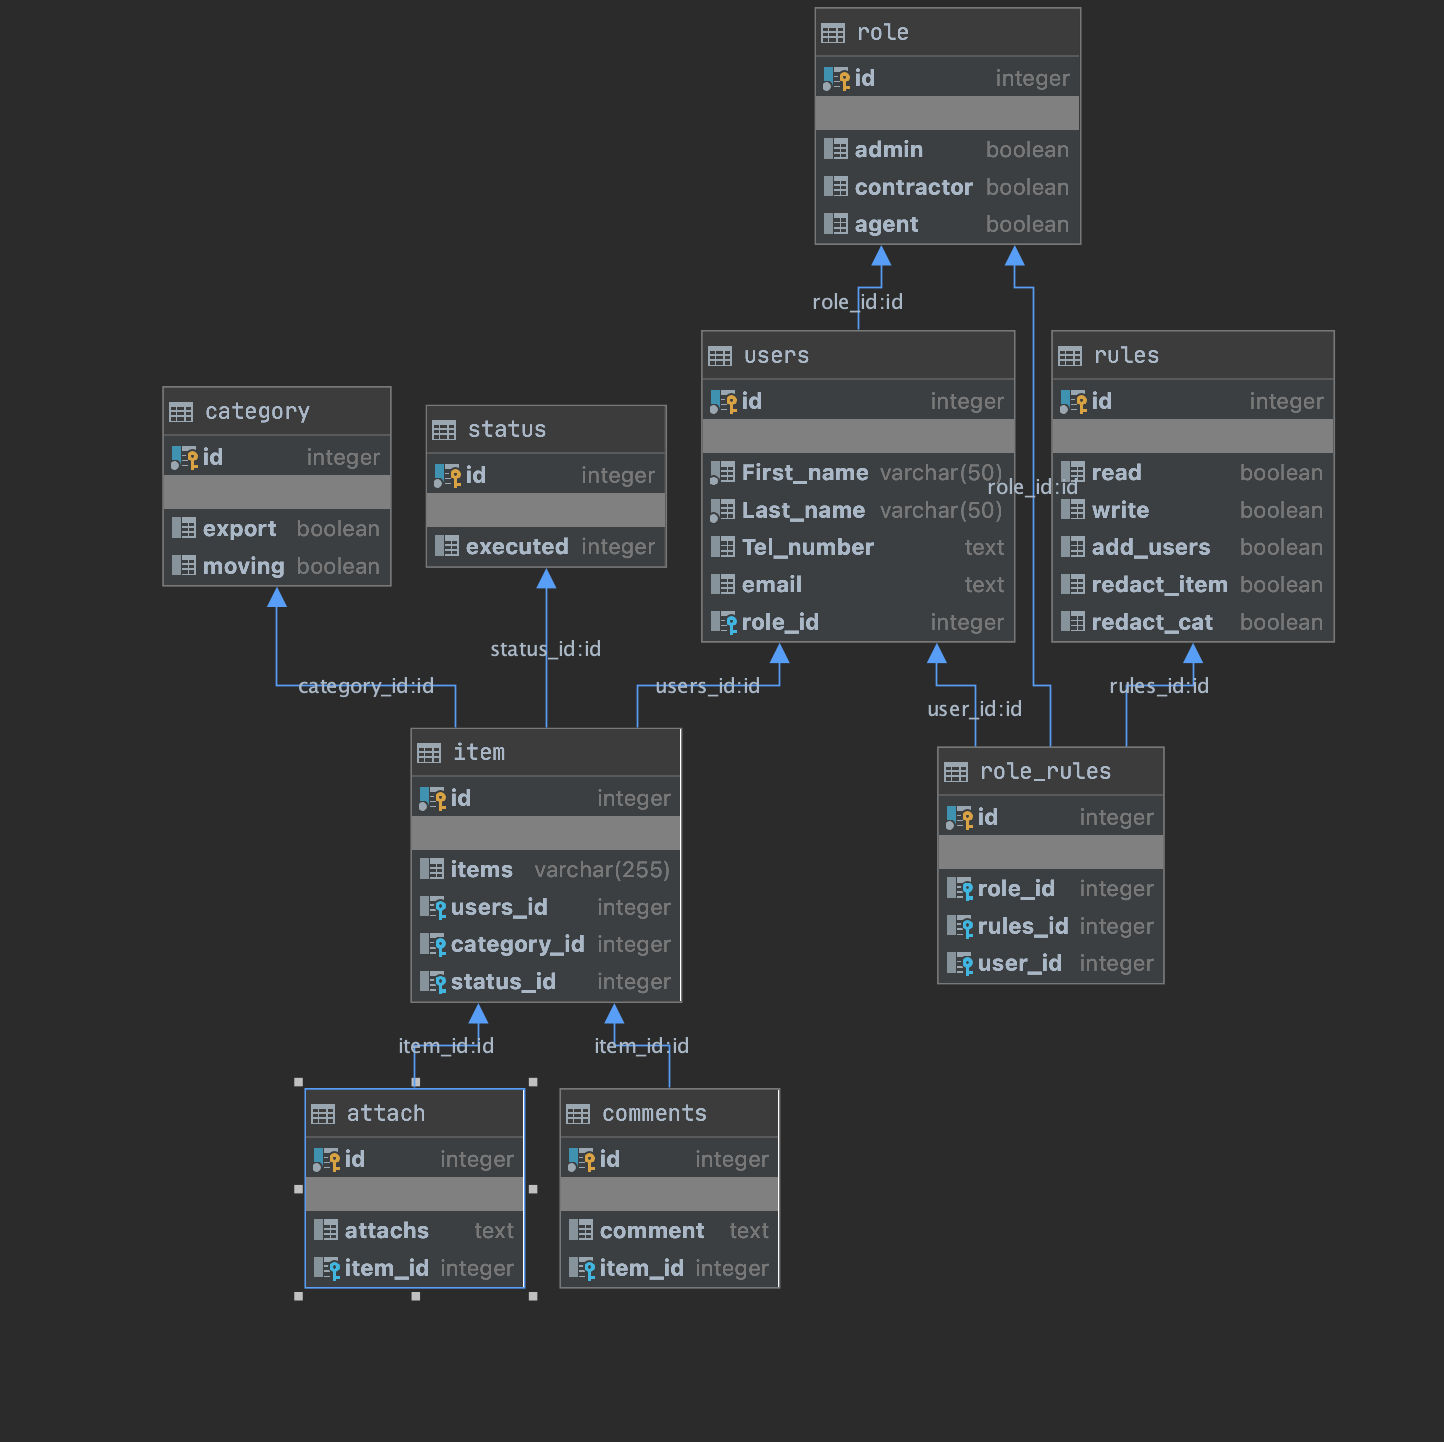 role
id integer
admin boolean
contractor boolean
agent boolean
role_id:id
users
id integer
First_name varchar(50)
Last_name varchar(50)
Tel_number text
email text
role_id integer
rules
id integer
read boolean
write boolean
add_users boolean
redact_item boolean
redact_cat boolean
role_id:id
category
id integer
export boolean
moving boolean
status
id integer
executed integer
status_id:id
category_id:id
users_id:id
user_id:id
rules_id:id
item
id integer
items varchar(255)
users_id integer
category_id integer
status_id integer
role_rules
id integer
role_id integer
rules_id integer
user_id integer
item_id:id
item_id:id
attach
id integer
attachs text
item_id integer
comments
id integer
comment text
item_id integer